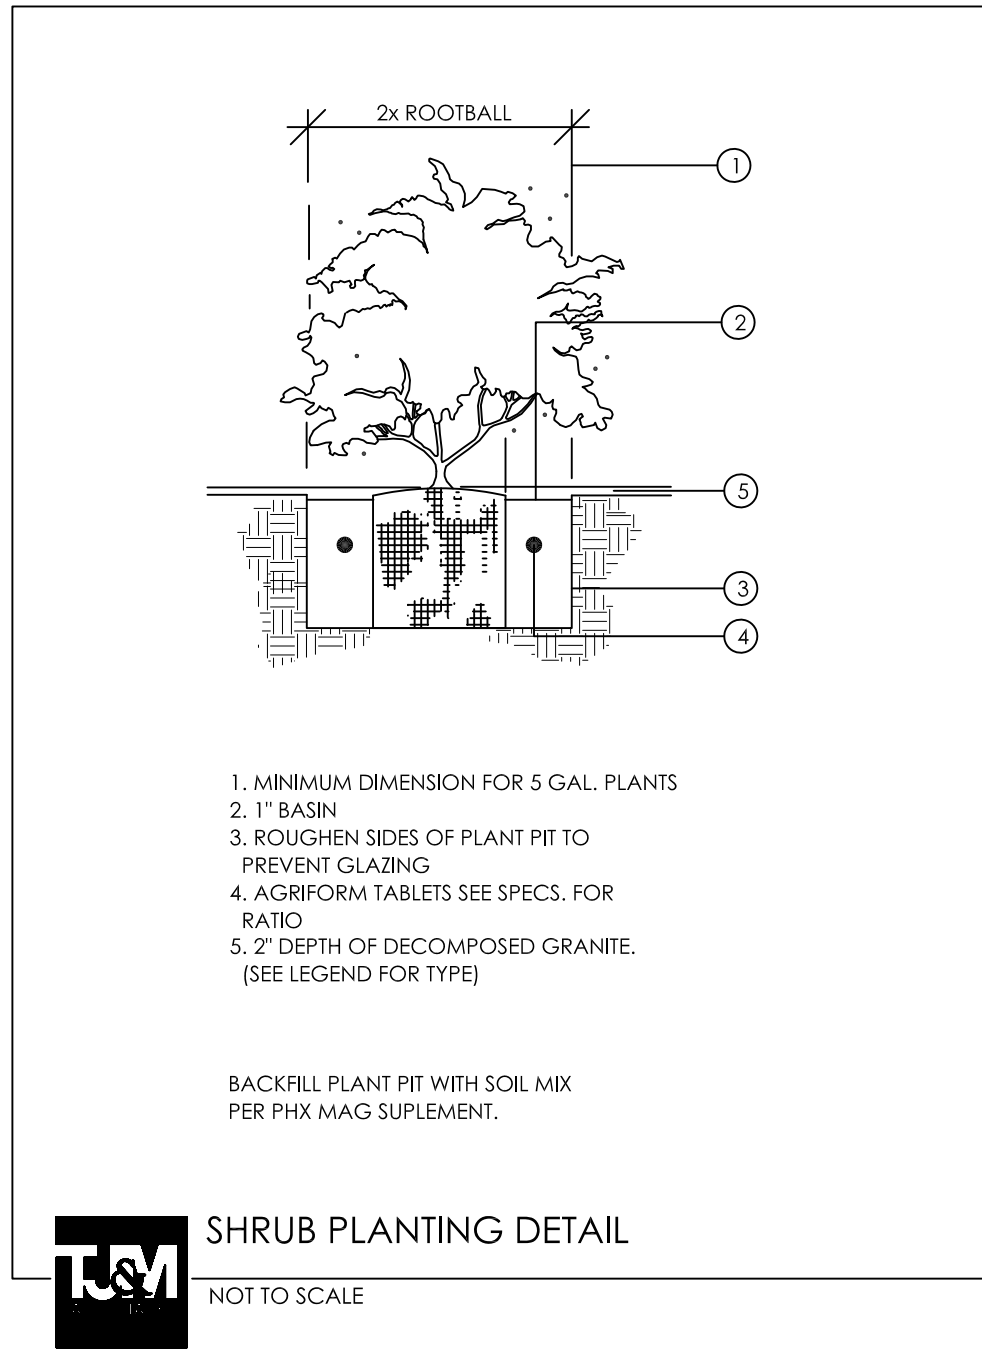 2x ROOTBALL
1
2
5
3
4
1. MINIMUM DIMENSION FOR 5 GAL. PLANTS
2. 1" BASIN
3. ROUGHEN SIDES OF PLANT PIT TO
PREVENT GLAZING
4. AGRIFORM TABLETS SEE SPECS. FOR
RATIO
5. 2" DEPTH OF DECOMPOSED GRANITE.
(SEE LEGEND FOR TYPE)
BACKFILL PLANT PIT WITH SOIL MIX
PER PHX MAG SUPLEMENT.
SHRUB PLANTING DETAIL
TJ&M
NOT TO SCALE